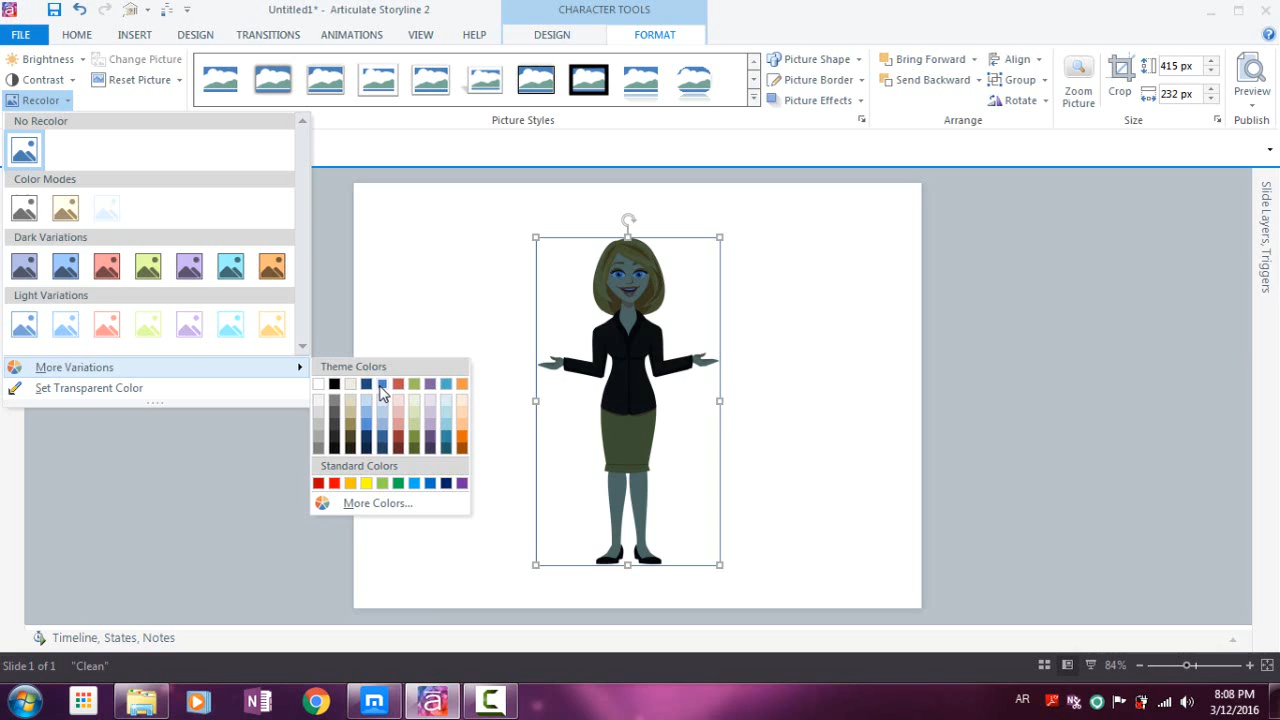 Untitled1* - Articulate Storyline 2
CHARACTER TOOLS
FILE
HOME
INSERT
DESIGN
TRANSITIONS
ANIMATIONS
VIEW
HELP
DESIGN
FORMAT
Brightness
Change Picture
Contrast
Reset Picture
Recolor
Picture Shape
Picture Border
Picture Effects
Picture Styles
Bring Forward
Send Backward
Align
Group
Rotate
Arrange
Zoom
Picture
Crop
415 px
232 px
Size
Preview
Publish
No Recolor
Color Modes
Dark Variations
Light Variations
More Variations
Set Transparent Color
Theme Colors
Standard Colors
More Colors...
Slide Layers, Triggers
Timeline, States, Notes
Slide 1 of 1
"Clean"
84%
AR
8:08 PM
3/12/2016